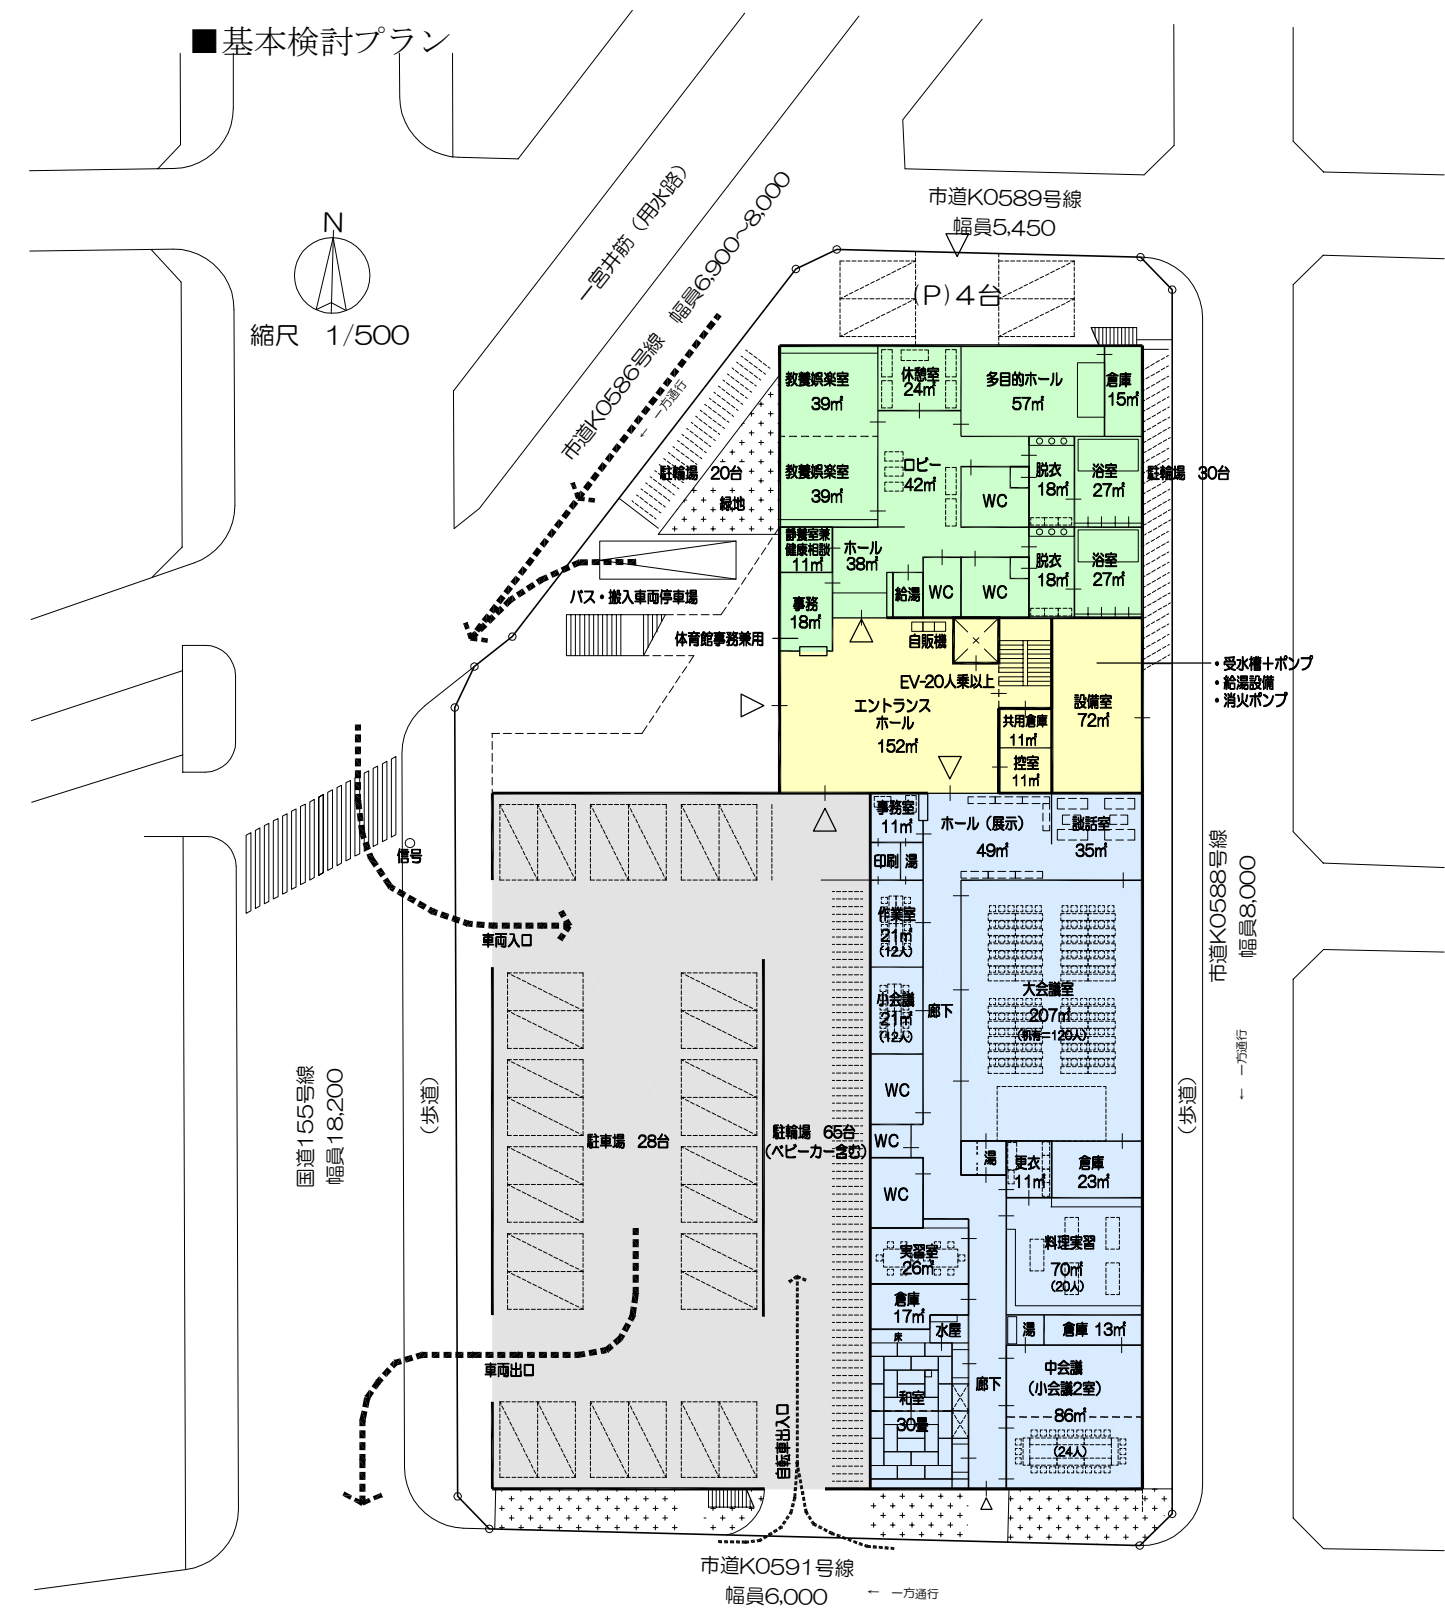 ■基本検討プラン
N
縮尺　1/500
一宮井筋（用水路）
市道K0586号線　幅員6,900～8,000
← 一方通行
市道K0589号線
幅員5,450
(P)4台
教養娯楽室
39㎡
休憩室
24㎡
多目的ホール
57㎡
倉庫
15㎡
教養娯楽室
39㎡
ロビー
42㎡
WC
脱衣
18㎡
浴室
27㎡
駐輪場　30台
駐輪場　20台
緑地
静養室兼
健康相談
11㎡
ホール
38㎡
脱衣
18㎡
浴室
27㎡
給湯
WC
WC
事務
18㎡
バス・搬入車両停車場
体育館事務兼用
自販機
EV-20人乗以上
エントランス
ホール
152㎡
共用倉庫
11㎡
控室
11㎡
設備室
72㎡
・受水槽＋ポンプ
・給湯設備
・消火ポンプ
信号
車両入口
事務室
11㎡
印刷
湯
ホール（展示）
49㎡
談話室
35㎡
作業室
21㎡
(12人)
小会議
21㎡
(12人)
廊下
大会議室
207㎡
(机有＝120人)
WC
WC
WC
湯
更衣
11㎡
倉庫
23㎡
駐車場　28台
駐輪場　65台
（ベビーカー含む）
実習室
26㎡
料理実習
70㎡
(20人)
倉庫
17㎡
水屋
床
湯
倉庫 13㎡
和室
30畳
廊下
中会議
（小会議2室）
86㎡
(24人)
車両出口
自転車出入口
国道155号線
幅員18,200
（歩道）
（歩道）
市道K0588号線
幅員8,000
← 一方通行
市道K0591号線
幅員6,000
← 一方通行